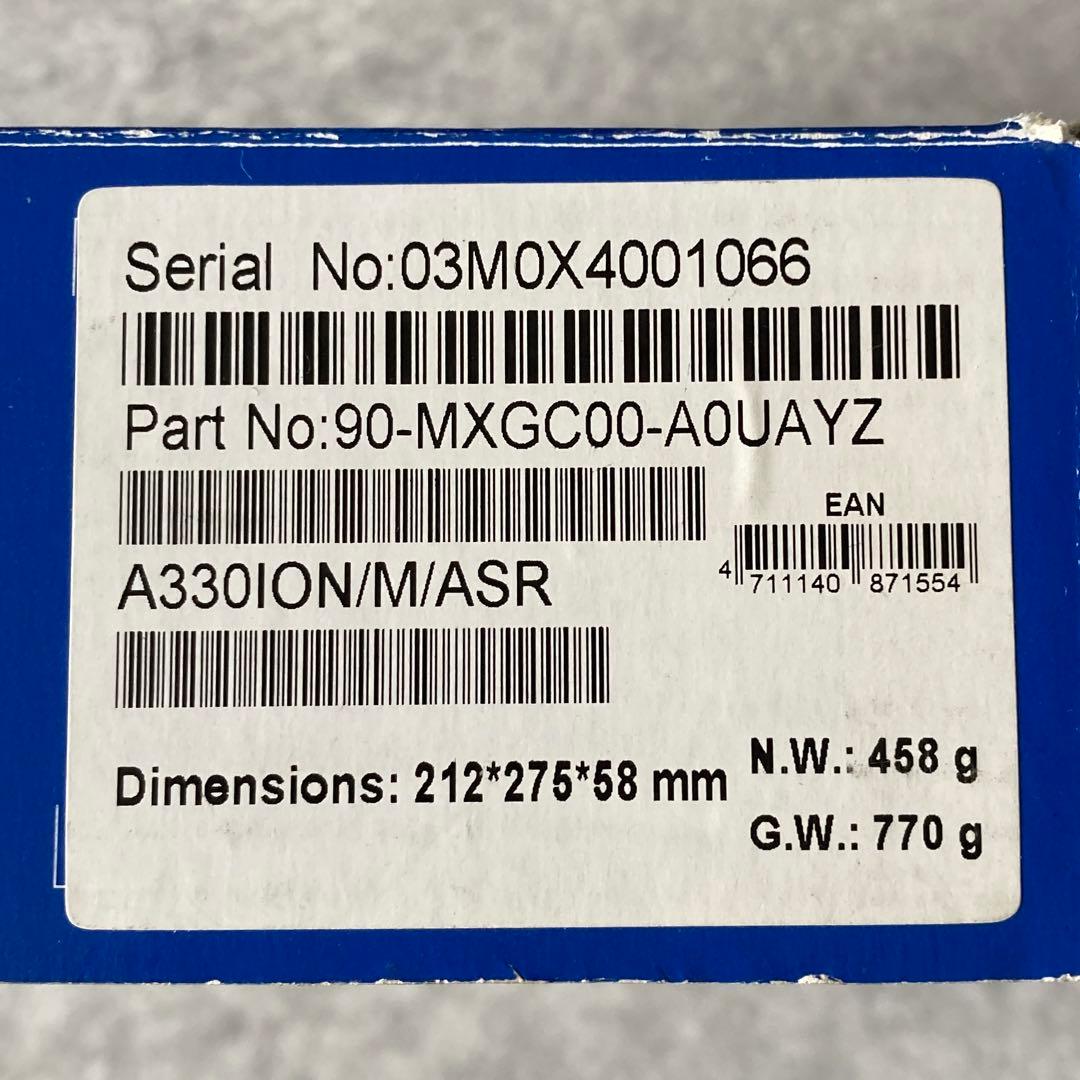 Serial No:03M0X4001066
Part No:90-MXGC00-A0UAYZ
EAN
4 711140 871554
A330ION/M/ASR
Dimensions: 212*275*58 mm
N.W.: 458 g
G.W.: 770 g